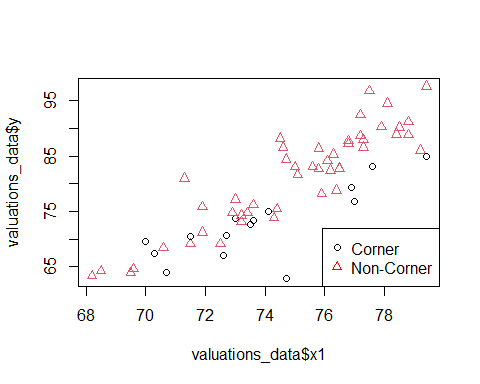 valuations_data$y
95
85
75
65
Corner
Non-Corner
68 70 72 74 76 78
valuations_data$x1